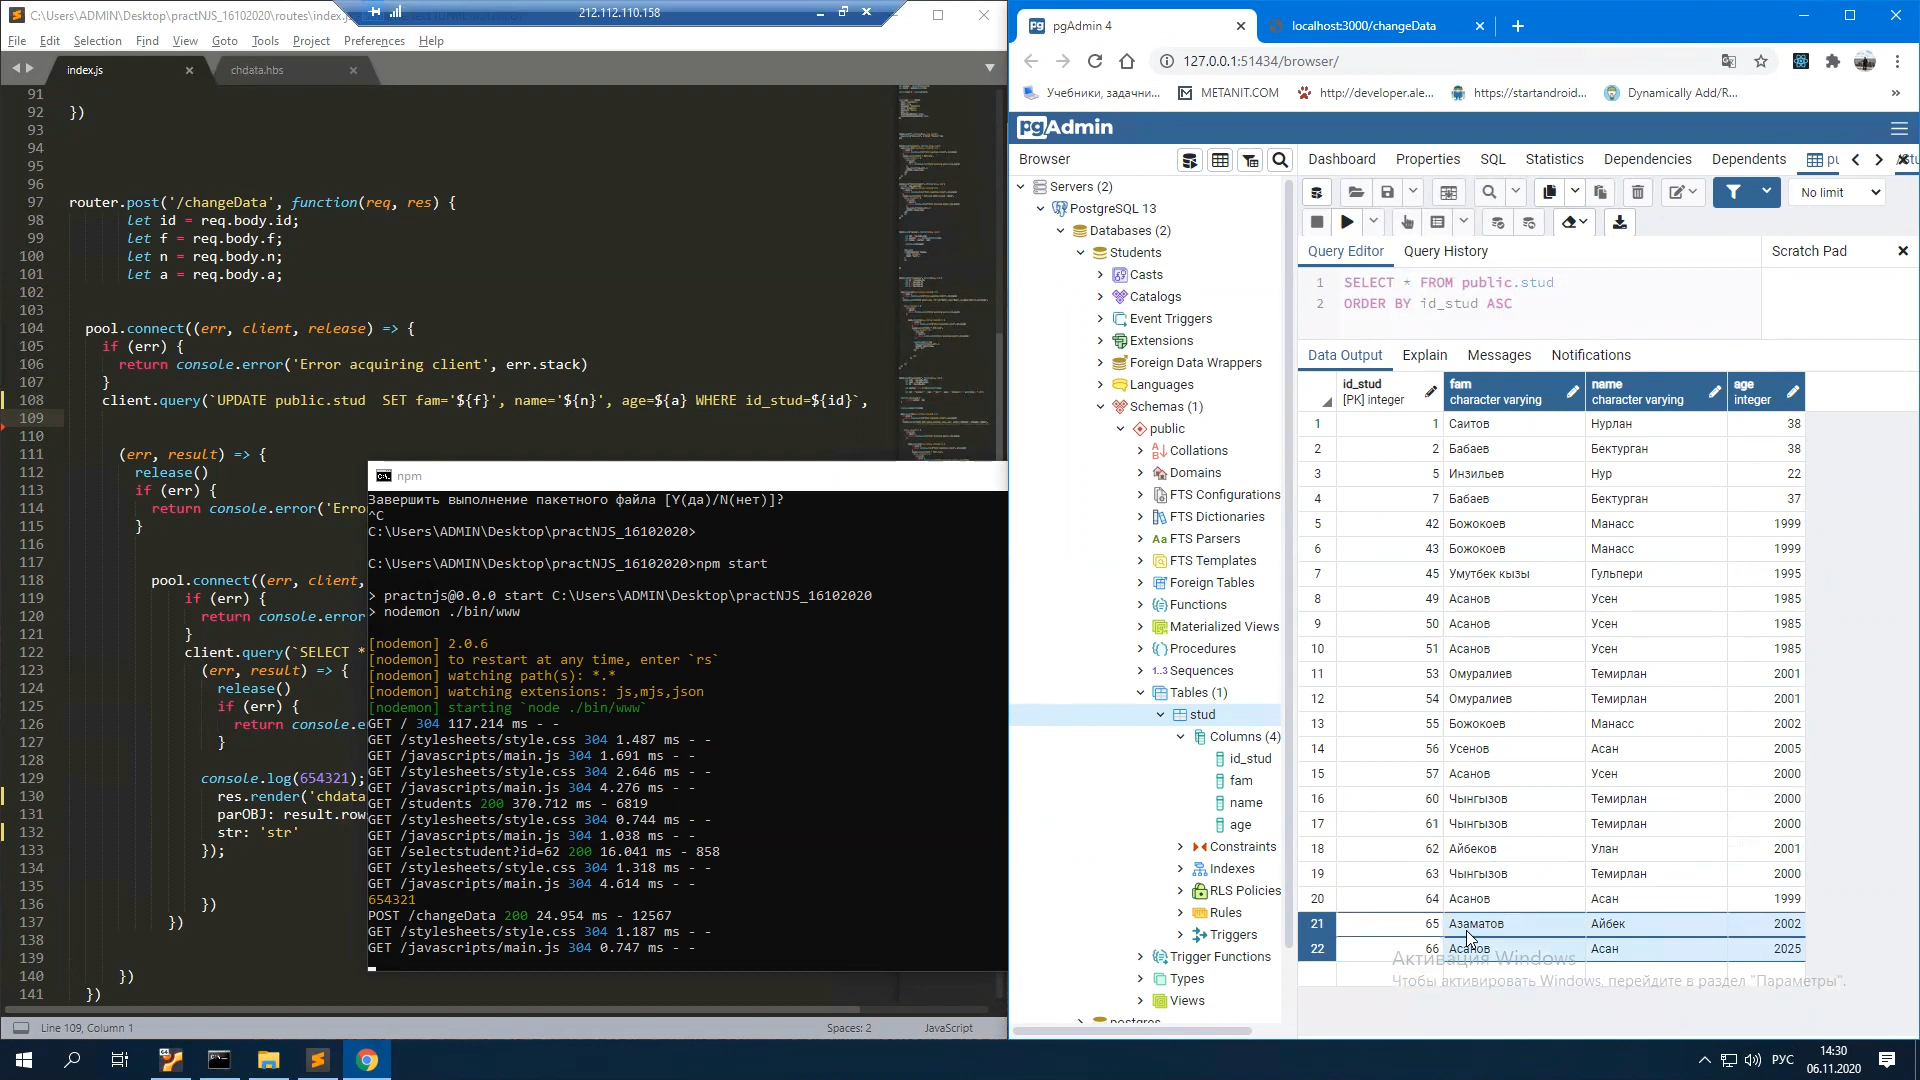 C:\Users\ADMIN\Desktop\practNJS_16102020\routes\index.js
212.112.110.158
File Edit Selection Find View Goto Tools Project Preferences Help
index.js
chdata.hbs
91
92 })
93
94
95
96
97 router.post('/changeData', function(req, res) {
98 let id = req.body.id;
99 let f = req.body.f;
100 let n = req.body.n;
101 let a = req.body.a;
102
103
104 pool.connect((err, client, release) => {
105 if (err) {
106 return console.error('Error acquiring client', err.stack)
107 }
108 client.query(`UPDATE public.stud  SET fam='${f}', name='${n}', age=${a} WHERE id_stud=${id}`,
109
110
111 (err, result) => {
112 release()
113 if (err) {
114 return console.error('Erro
115 }
116
117
118 pool.connect((err, client,
119 if (err) {
120 return console.error
121 }
122 client.query(`SELECT *
123 (err, result) => {
124 release()
125 if (err) {
126 return console.e
127 }
128
129 console.log(654321);
130 res.render('chdata
131 parOBJ: result.row
132 str: 'str'
133 });
134
135
136 })
137 })
138
139
140 })
141 })
Line 109, Column 1
Spaces: 2
JavaScript
npm
Завершить выполнение пакетного файла [Y(да)/N(нет)]?
^C
C:\Users\ADMIN\Desktop\practNJS_16102020>
C:\Users\ADMIN\Desktop\practNJS_16102020>npm start
> practnjs@0.0.0 start C:\Users\ADMIN\Desktop\practNJS_16102020
> nodemon ./bin/www
[nodemon] 2.0.6
[nodemon] to restart at any time, enter `rs`
[nodemon] watching path(s): *.*
[nodemon] watching extensions: js,mjs,json
[nodemon] starting `node ./bin/www`
GET / 304 117.214 ms - -
GET /stylesheets/style.css 304 1.487 ms - -
GET /javascripts/main.js 304 1.691 ms - -
GET /stylesheets/style.css 304 2.646 ms - -
GET /javascripts/main.js 304 4.276 ms - -
GET /students 200 370.712 ms - 6819
GET /stylesheets/style.css 304 0.744 ms - -
GET /javascripts/main.js 304 1.038 ms - -
GET /selectstudent?id=62 200 16.041 ms - 858
GET /stylesheets/style.css 304 1.318 ms - -
GET /javascripts/main.js 304 4.614 ms - -
654321
POST /changeData 200 24.954 ms - 12567
GET /stylesheets/style.css 304 1.187 ms - -
GET /javascripts/main.js 304 0.747 ms - -
pgAdmin 4
localhost:3000/changeData
127.0.0.1:51434/browser/
Учебники, задачни... METANIT.COM http://developer.ale... https://startandroid... Dynamically Add/R... »
pgAdmin
Browser
Dashboard Properties SQL Statistics Dependencies Dependents pu
No limit
Servers (2)
PostgreSQL 13
Databases (2)
Students
Casts
Catalogs
Event Triggers
Extensions
Foreign Data Wrappers
Languages
Schemas (1)
public
Collations
Domains
FTS Configurations
FTS Dictionaries
FTS Parsers
FTS Templates
Foreign Tables
Functions
Materialized Views
Procedures
1..3 Sequences
Tables (1)
stud
Columns (4)
id_stud
fam
name
age
Constraints
Indexes
RLS Policies
Rules
Triggers
Trigger Functions
Types
Views
postgres
Query Editor Query History
Scratch Pad
1 SELECT * FROM public.stud
2 ORDER BY id_stud ASC
Data Output Explain Messages Notifications
id_stud [PK] integer
fam character varying
name character varying
age integer
1 1 Саитов Нурлан 38
2 2 Бабаев Бектурган 38
3 5 Инзильев Нур 22
4 7 Бабаев Бектурган 37
5 42 Божокоев Манасс 1999
6 43 Божокоев Манасс 1999
7 45 Умутбек кызы Гульпери 1995
8 49 Асанов Усен 1985
9 50 Асанов Усен 1985
10 51 Асанов Усен 1985
11 53 Омуралиев Темирлан 2001
12 54 Омуралиев Темирлан 2001
13 55 Божокоев Манасс 2002
14 56 Усенов Асан 2005
15 57 Асанов Усен 2000
16 60 Чынгызов Темирлан 2000
17 61 Чынгызов Темирлан 2000
18 62 Айбеков Улан 2001
19 63 Чынгызов Темирлан 2000
20 64 Асанов Асан 1999
21 65 Азаматов Айбек 2002
22 66 Асанов Асан 2025
Активация Windows
Чтобы активировать Windows, перейдите в раздел "Параметры".
РУС
14:30
06.11.2020